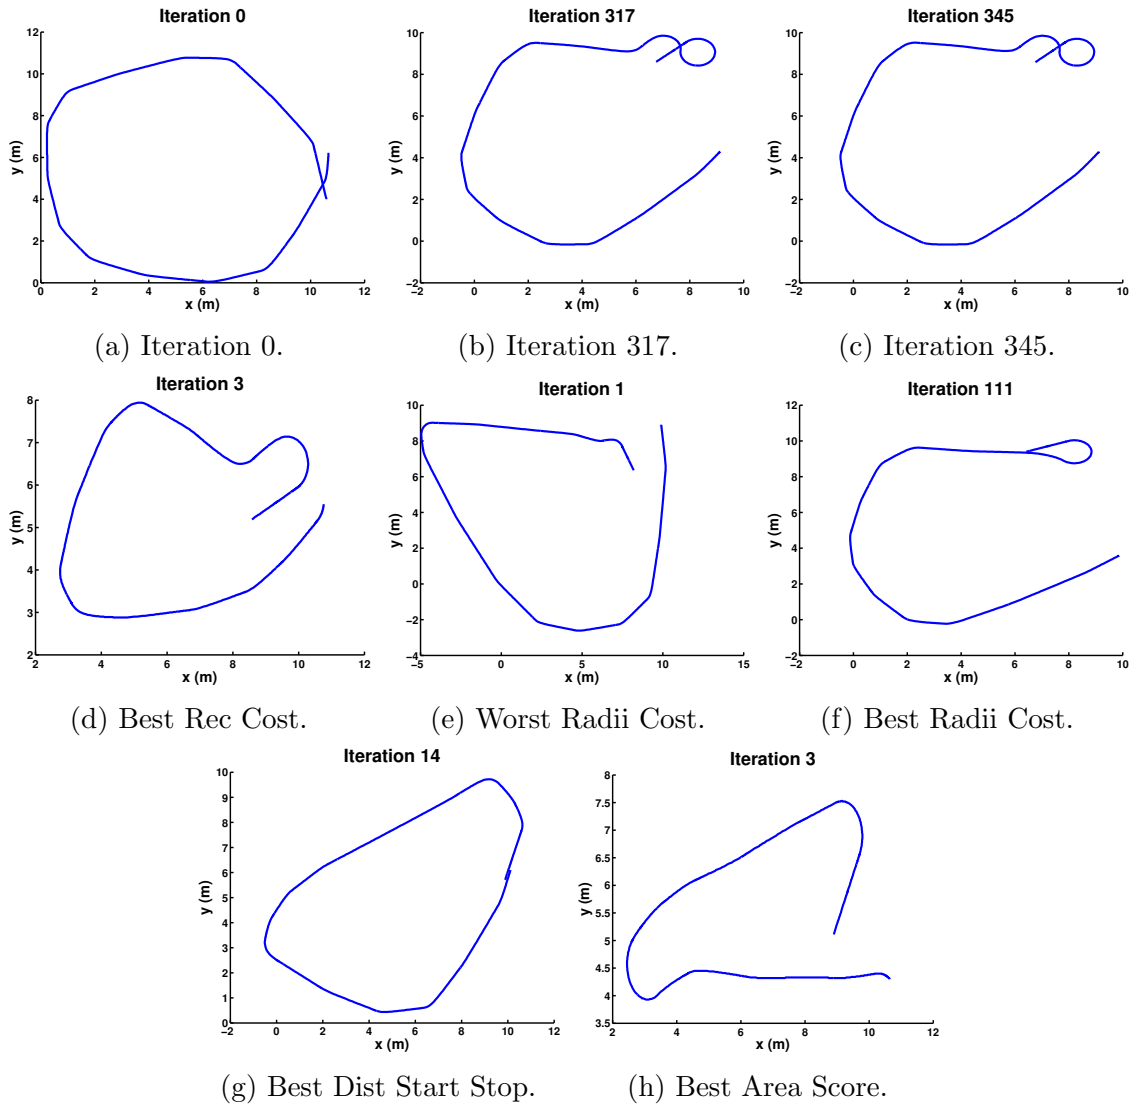 Iteration 0
Iteration 317
Iteration 345
12
10
8
6
4
2
0
y (m)
0 2 4 6 8 10 12
x (m)
10
8
6
4
2
0
−2
y (m)
−2 0 2 4 6 8 10
x (m)
10
8
6
4
2
0
−2
y (m)
−2 0 2 4 6 8 10
x (m)
(a) Iteration 0.
(b) Iteration 317.
(c) Iteration 345.
Iteration 3
Iteration 1
Iteration 111
8
7
6
5
4
3
2
y (m)
2 4 6 8 10 12
x (m)
10
8
6
4
2
0
−2
−4
y (m)
−5 0 5 10 15
x (m)
12
10
8
6
4
2
0
−2
y (m)
−2 0 2 4 6 8 10
x (m)
(d) Best Rec Cost.
(e) Worst Radii Cost.
(f) Best Radii Cost.
Iteration 14
Iteration 3
10
9
8
7
6
5
4
3
2
1
0
y (m)
−2 0 2 4 6 8 10 12
x (m)
8
7.5
7
6.5
6
5.5
5
4.5
4
3.5
y (m)
2 4 6 8 10 12
x (m)
(g) Best Dist Start Stop.
(h) Best Area Score.